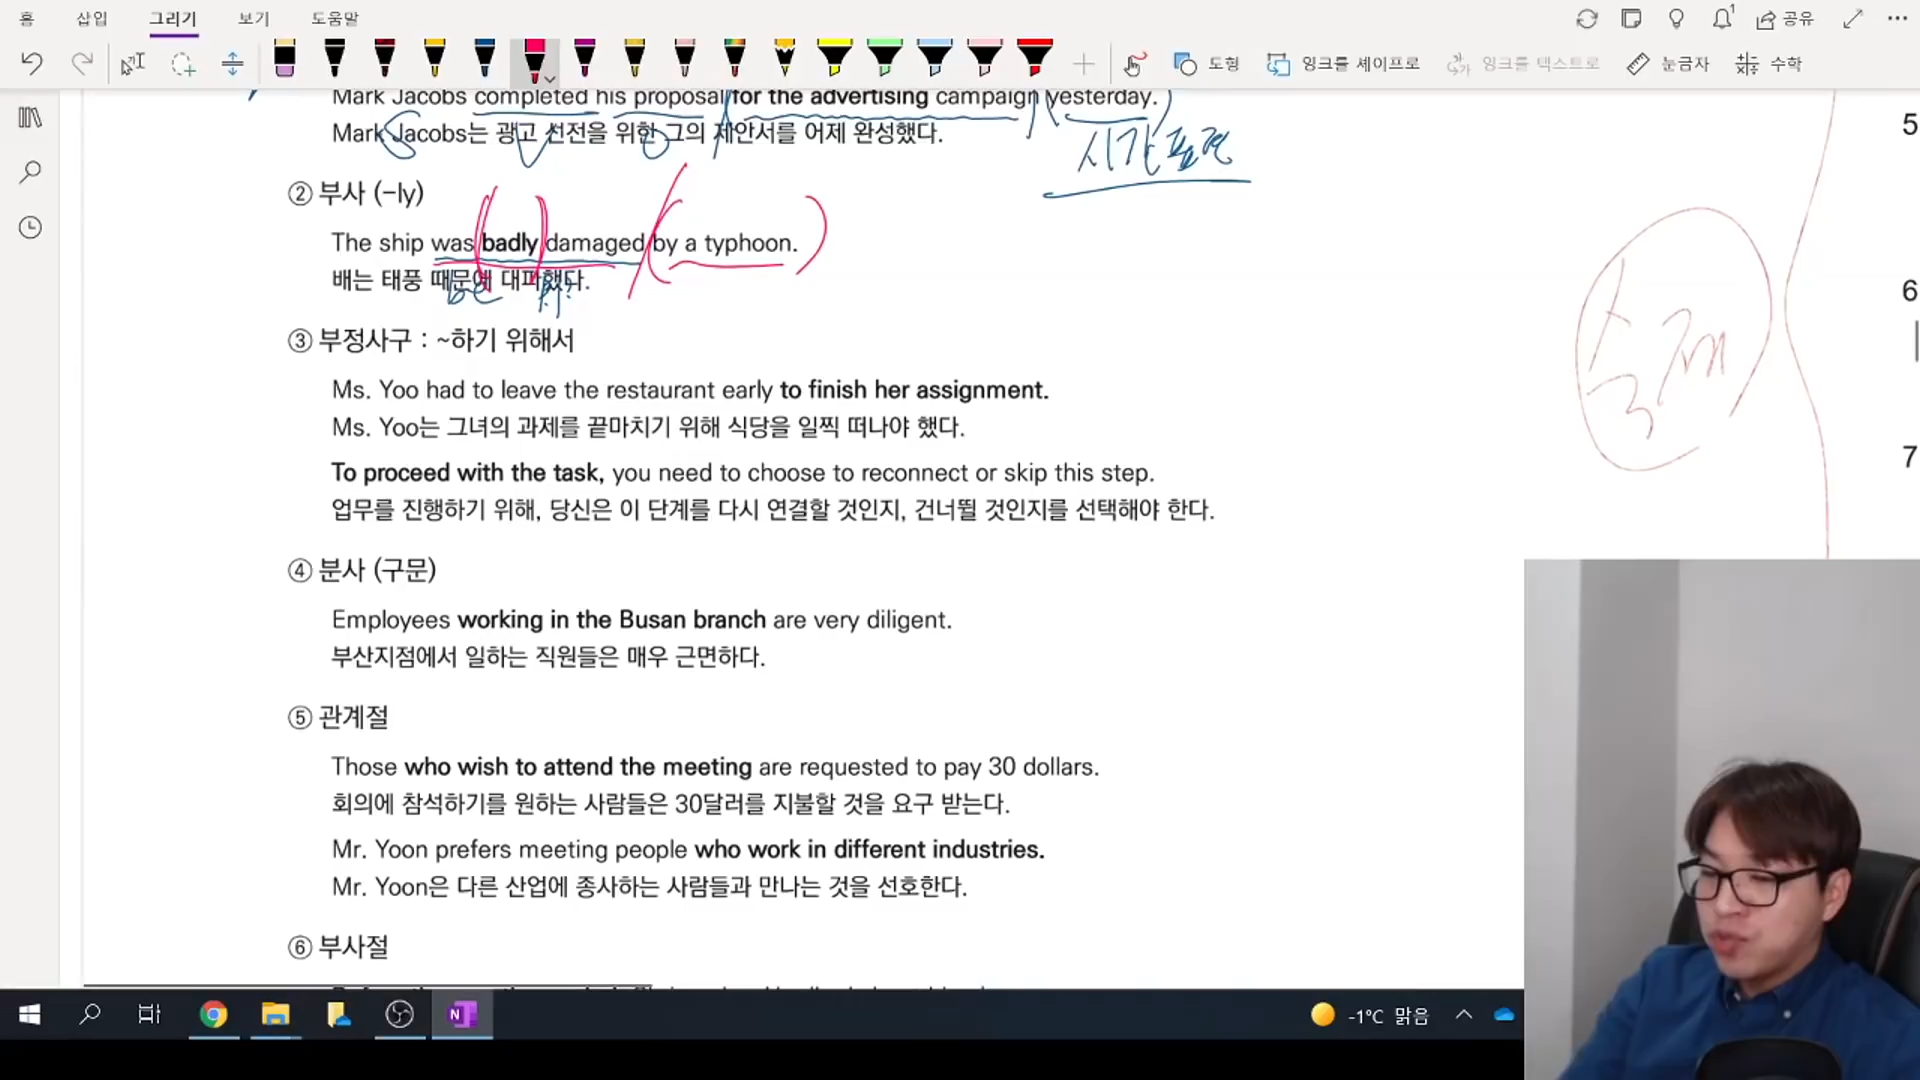 홈 삽입 그리기 보기 도움말 1 공유
도형 잉크를 셰이프로 잉크를 텍스트로 눈금자 수학
Mark Jacobs completed his proposal for the advertising campaign yesterday.
Mark Jacobs는 광고 선전을 위한 그의 제안서를 어제 완성했다.
S V O 시간 표현
② 부사 (-ly)
The ship was badly damaged by a typhoon.
배는 태풍 때문에 대파했다.
be
③ 부정사구 : ~하기 위해서
Ms. Yoo had to leave the restaurant early to finish her assignment.
Ms. Yoo는 그녀의 과제를 끝마치기 위해 식당을 일찍 떠나야 했다.
To proceed with the task, you need to choose to reconnect or skip this step.
업무를 진행하기 위해, 당신은 이 단계를 다시 연결할 것인지, 건너뛸 것인지를 선택해야 한다.
④ 분사 (구문)
Employees working in the Busan branch are very diligent.
부산지점에서 일하는 직원들은 매우 근면하다.
⑤ 관계절
Those who wish to attend the meeting are requested to pay 30 dollars.
회의에 참석하기를 원하는 사람들은 30달러를 지불할 것을 요구 받는다.
Mr. Yoon prefers meeting people who work in different industries.
Mr. Yoon은 다른 산업에 종사하는 사람들과 만나는 것을 선호한다.
⑥ 부사절
5
6
7
N
-1°C 맑음